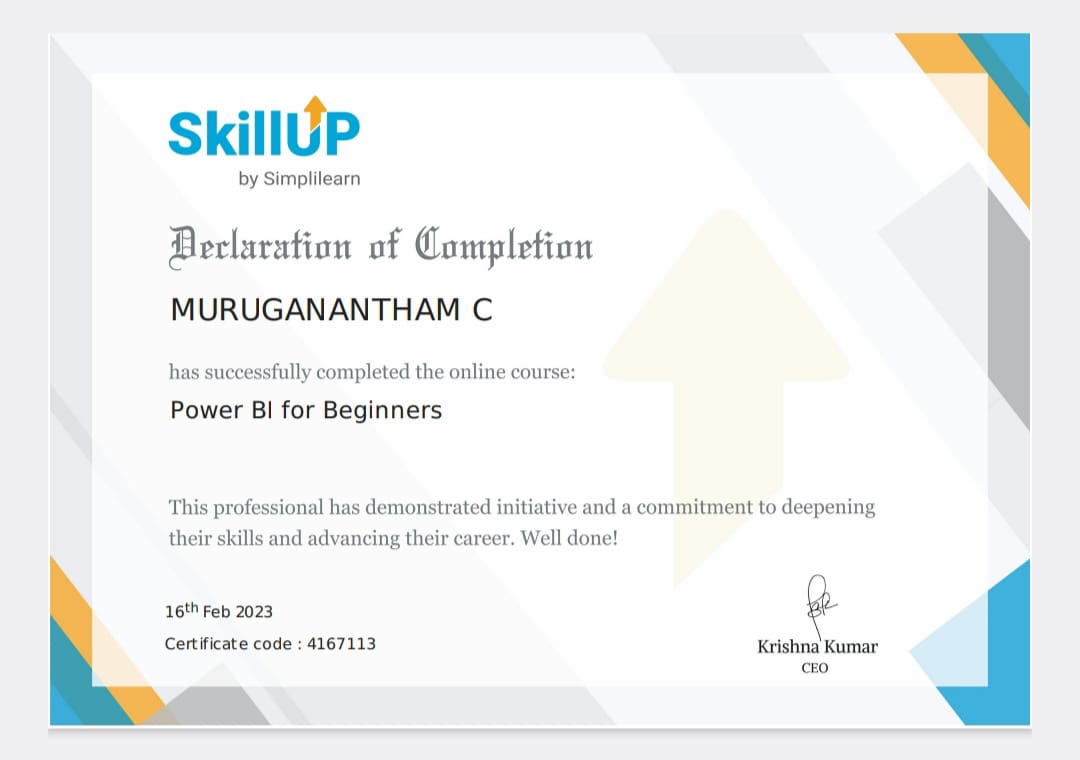 SkillUP
by Simplilearn
Declaration of Completion
MURUGANANTHAM C
has successfully completed the online course:
Power BI for Beginners
This professional has demonstrated initiative and a commitment to deepening
their skills and advancing their career. Well done!
16th Feb 2023
Certificate code : 4167113
Krishna Kumar
CEO